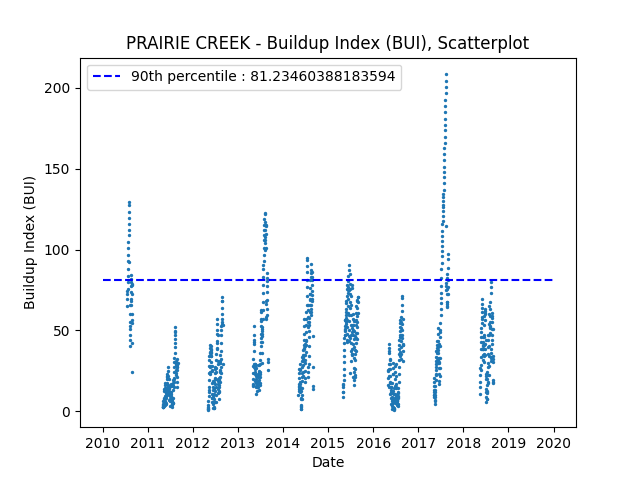 PRAIRIE CREEK - Buildup Index (BUI), Scatterplot
90th percentile : 81.23460388183594
200
150
100
50
0
Buildup Index (BUI)
2010 2011 2012 2013 2014 2015 2016 2017 2018 2019 2020
Date